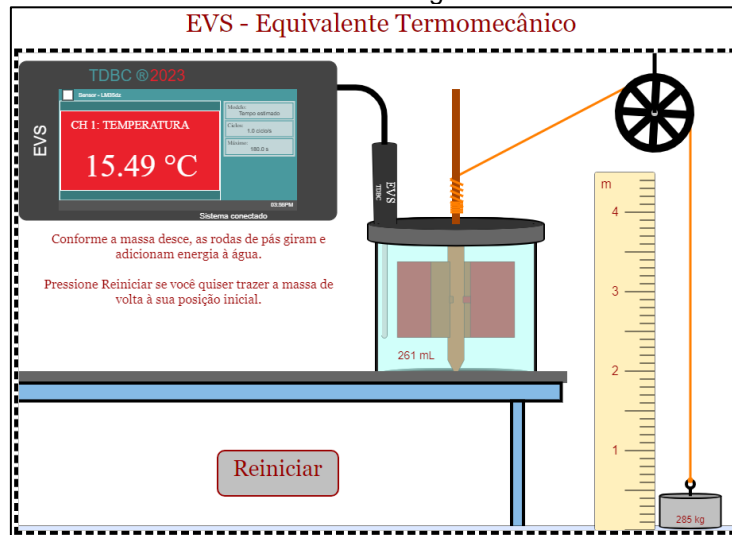 EVS - Equivalente Termomecânico
TDBC ®2023
EVS
Sensor - LM35dz
CH 1: TEMPERATURA
15.49 °C
Modo/s:
Tempo estimado
Ciclos:
1.0 ciclo/s
Máximo:
180.0 s
03:56PM
Sistema conectado
EVS
TDBC
Conforme a massa desce, as rodas de pás giram e
adicionam energia à água.
Pressione Reiniciar se você quiser trazer a massa de
volta à sua posição inicial.
261 mL
m
4
3
2
1
Reiniciar
285 kg